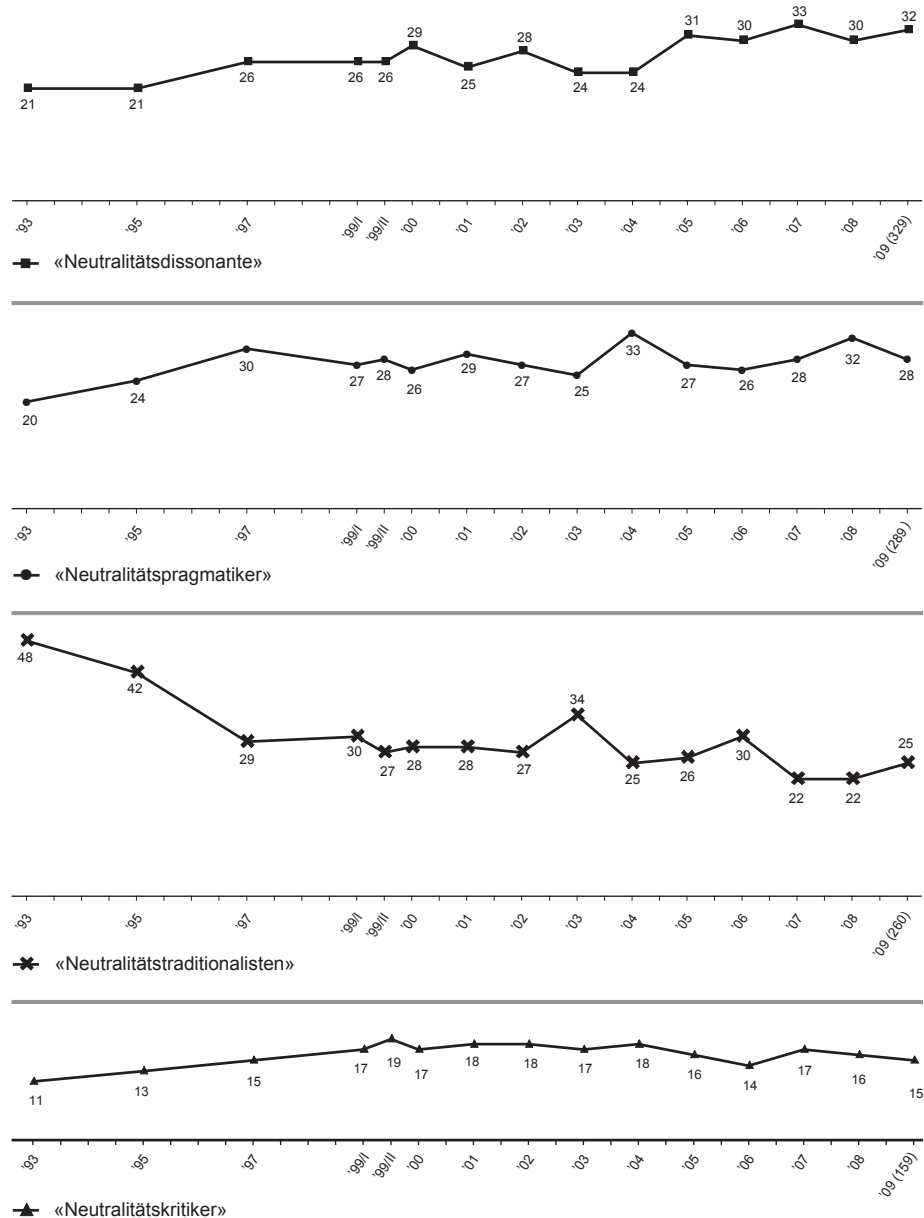 29 28 31 30 33 30 32
21 21 26 26 26 25 24 24
'93 '95 '97 '99/I '99/II '00 '01 '02 '03 '04 '05 '06 '07 '08 '09 (329)
«Neutralitätsdissonante»
20 24 30 27 28 26 29 27 25 33 27 26 28 32 28
'93 '95 '97 '99/I '99/II '00 '01 '02 '03 '04 '05 '06 '07 '08 '09 (289 )
«Neutralitätspragmatiker»
48 42 29 30 27 28 28 27 34 25 26 30 22 22 25
'93 '95 '97 '99/I '99/II '00 '01 '02 '03 '04 '05 '06 '07 '08 '09 (260)
«Neutralitätstraditionalisten»
11 13 15 17 19 17 18 18 17 18 16 14 17 16 15
'93 '95 '97 '99/I '99/II '00 '01 '02 '03 '04 '05 '06 '07 '08 '09 (159)
«Neutralitätskritiker»